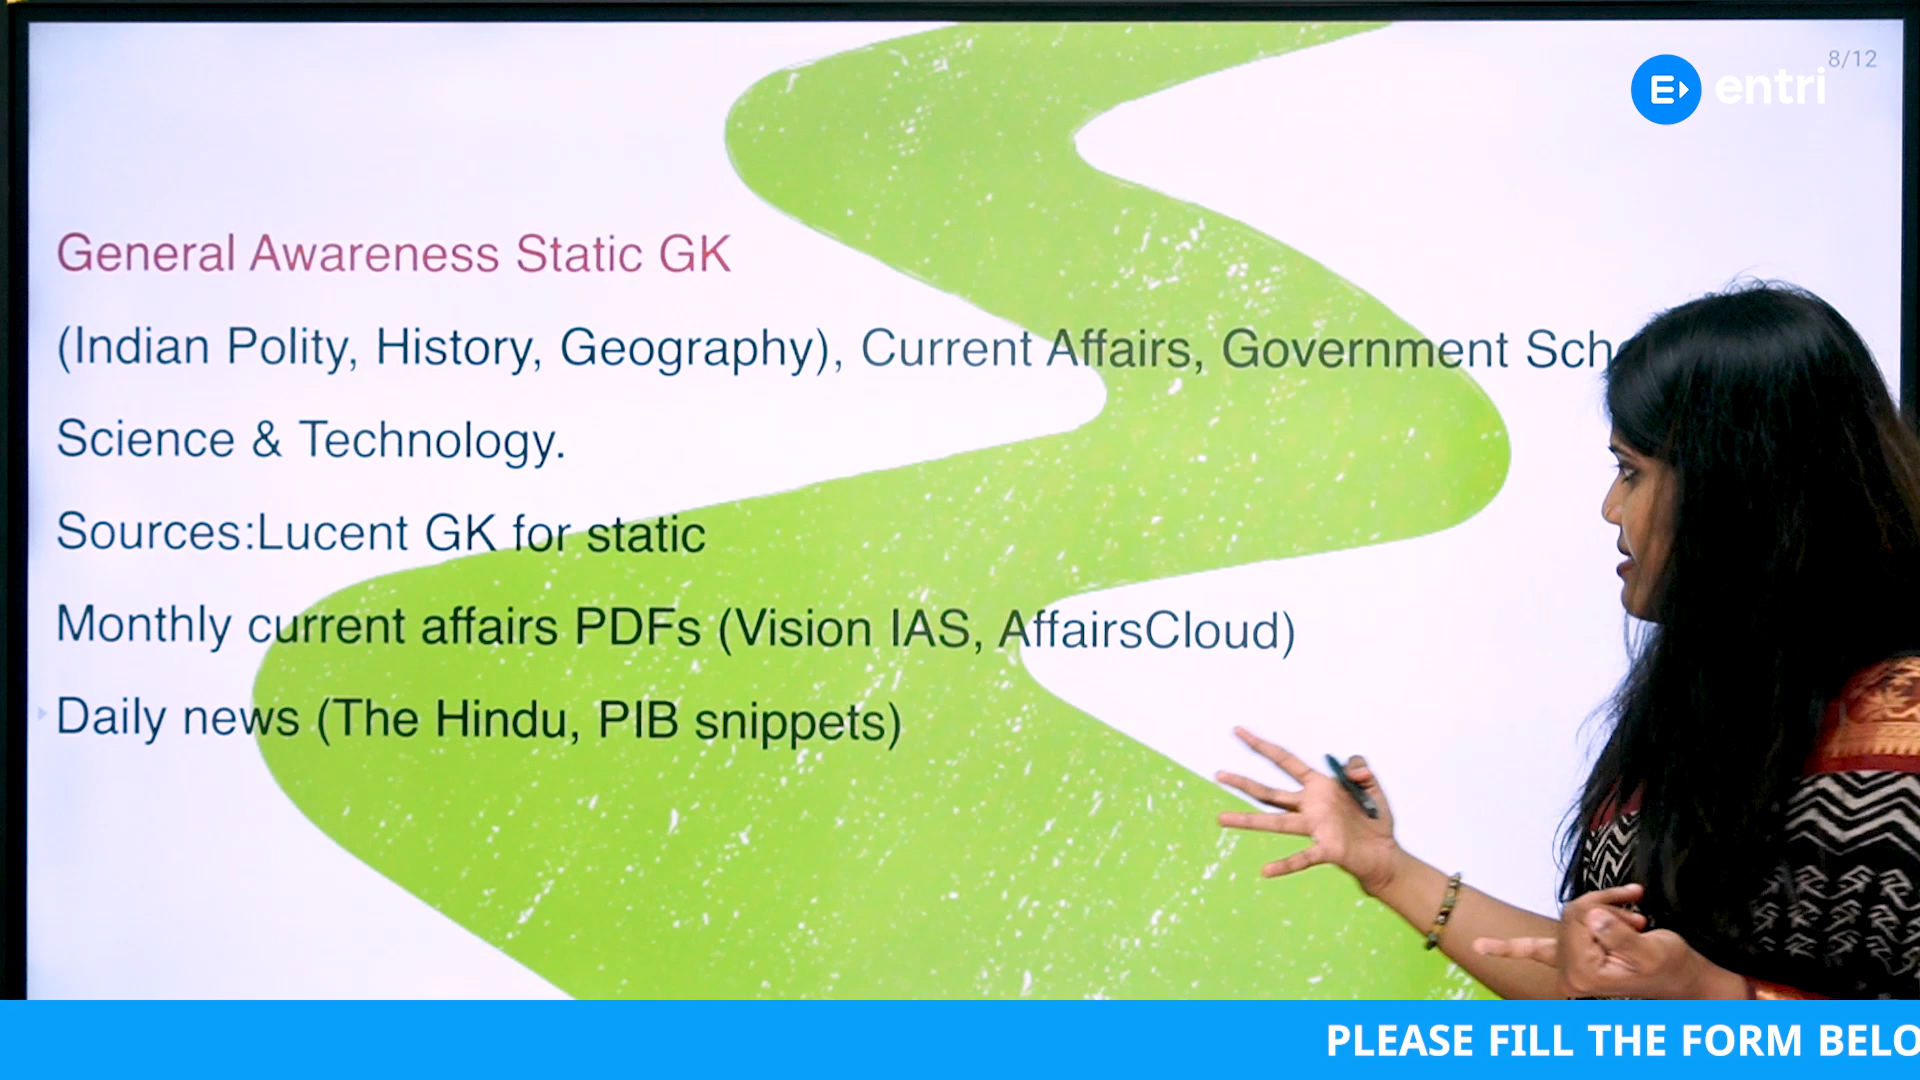 8/12
entri
General Awareness Static GK
(Indian Polity, History, Geography), Current Affairs, Government
Science & Technology.
Sources:Lucent GK for static
Monthly current affairs PDFs (Vision IAS, AffairsCloud)
Daily news (The Hindu, PIB snippets)
PLEASE FILL THE FORM